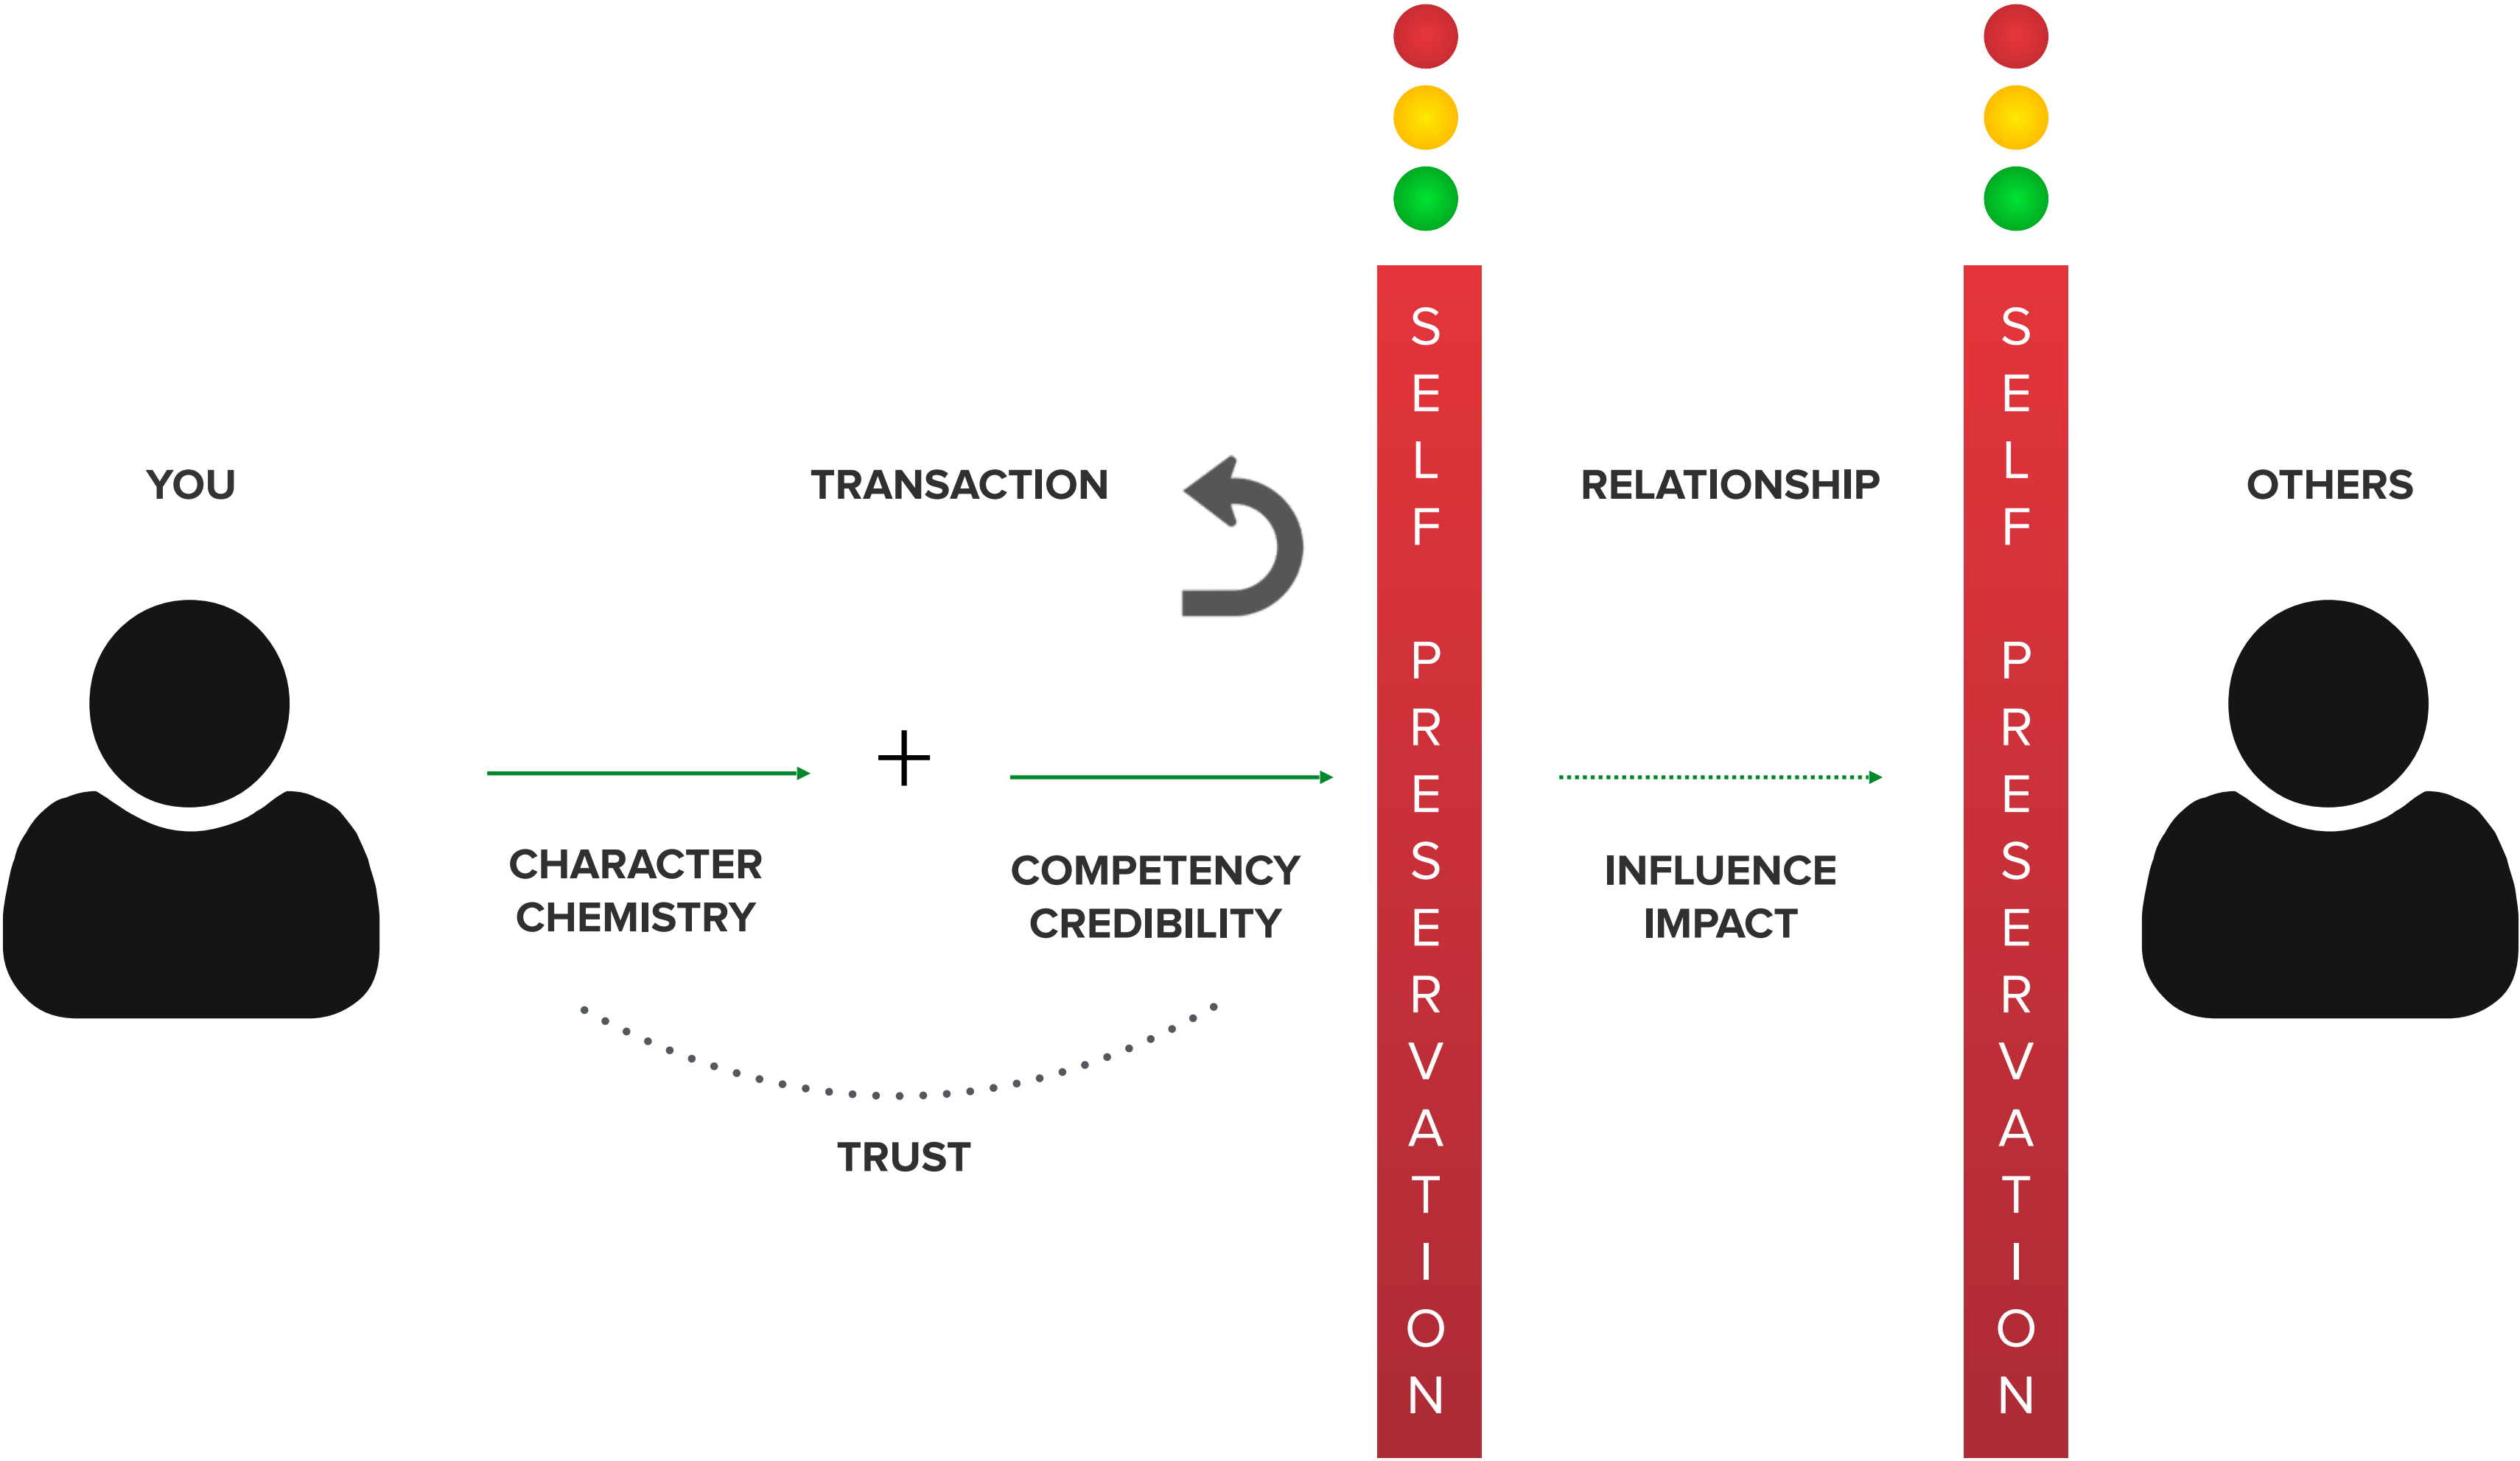 YOU
TRANSACTION
RELATIONSHIP
OTHERS
+
CHARACTER
CHEMISTRY
COMPETENCY
CREDIBILITY
INFLUENCE
IMPACT
TRUST
SELF PRESERVATION
SELF PRESERVATION